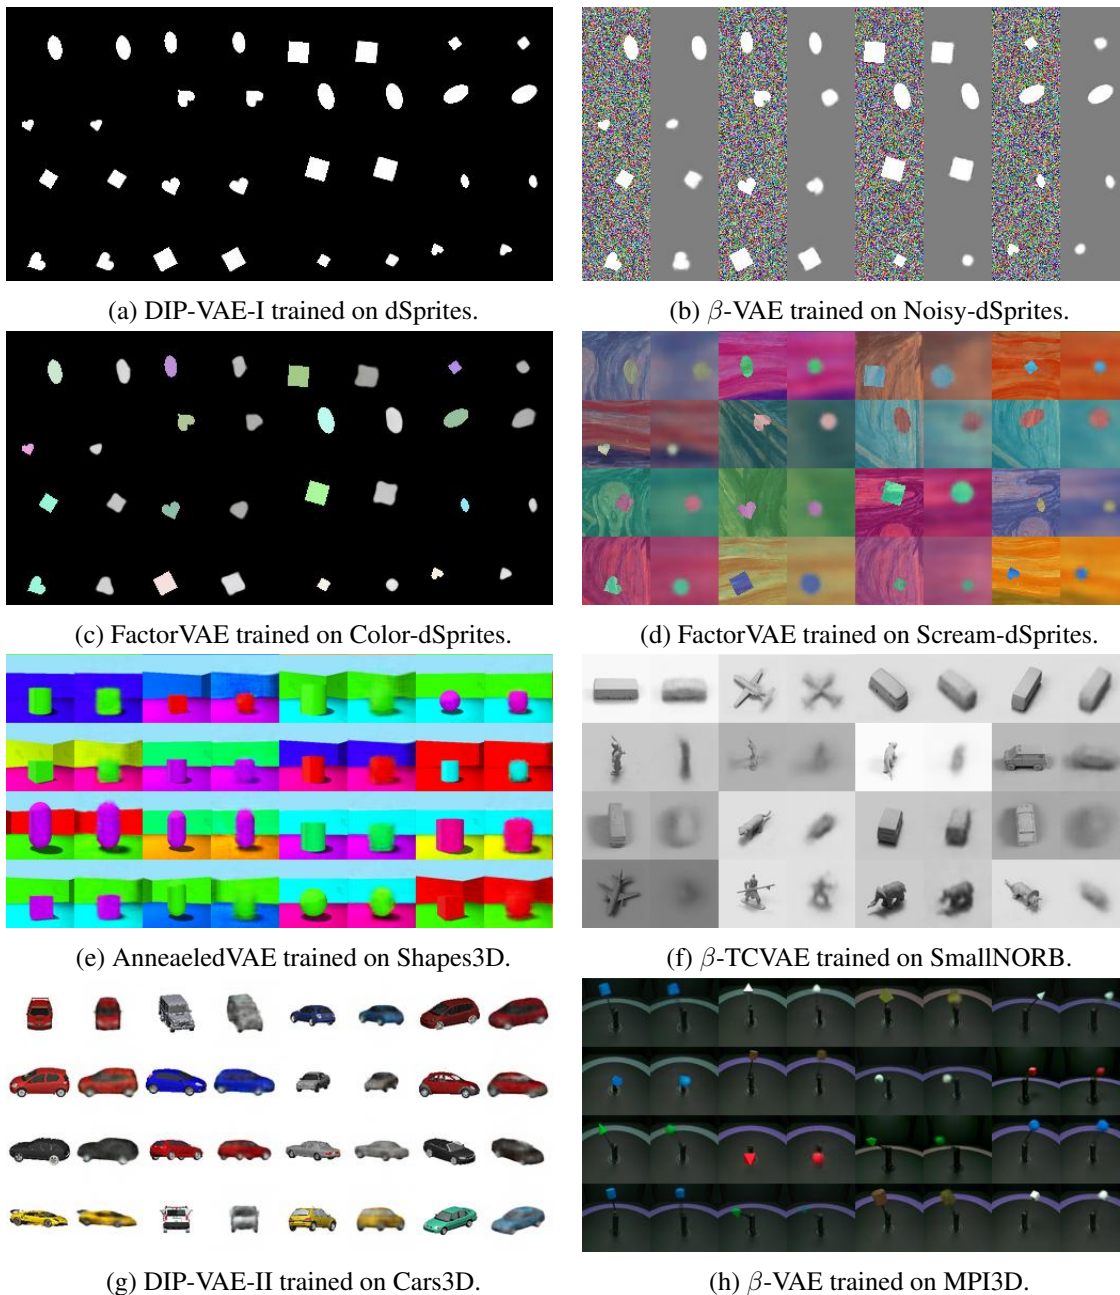 (a) DIP-VAE-I trained on dSprites.
(b) β-VAE trained on Noisy-dSprites.
(c) FactorVAE trained on Color-dSprites.
(d) FactorVAE trained on Scream-dSprites.
(e) AnneaeledVAE trained on Shapes3D.
(f) β-TCVAE trained on SmallNORB.
(g) DIP-VAE-II trained on Cars3D.
(h) β-VAE trained on MPI3D.